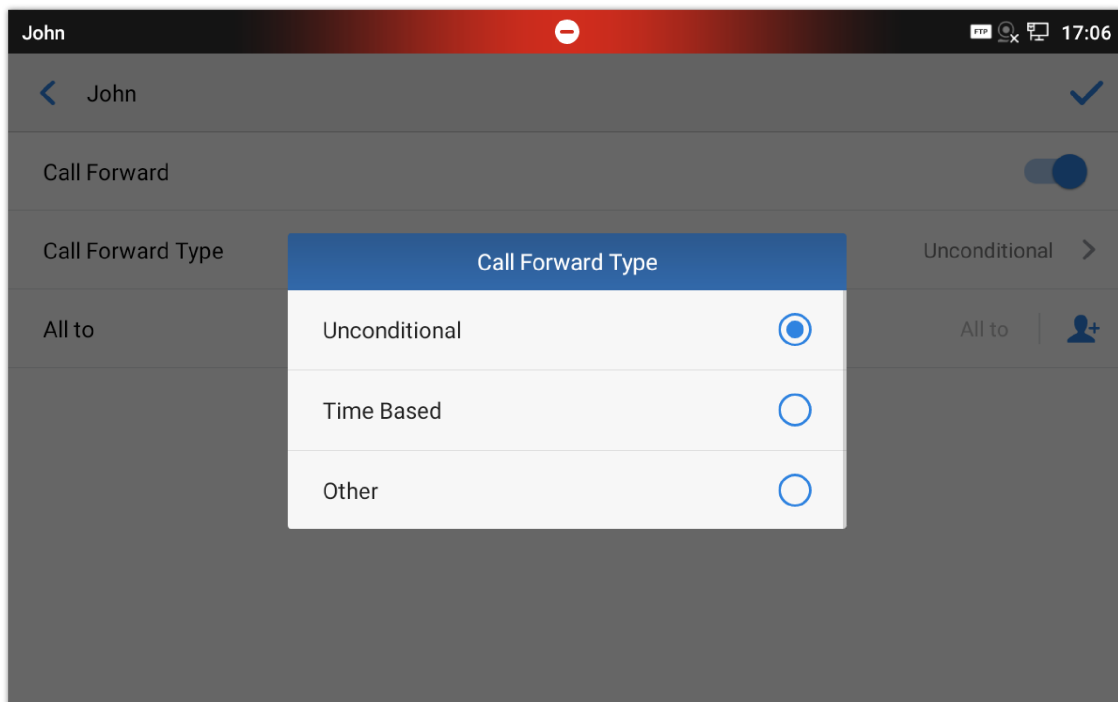 John
FTP
17:06
John
Call Forward
Call Forward Type
Unconditional
All to
All to
Call Forward Type
Unconditional
Time Based
Other